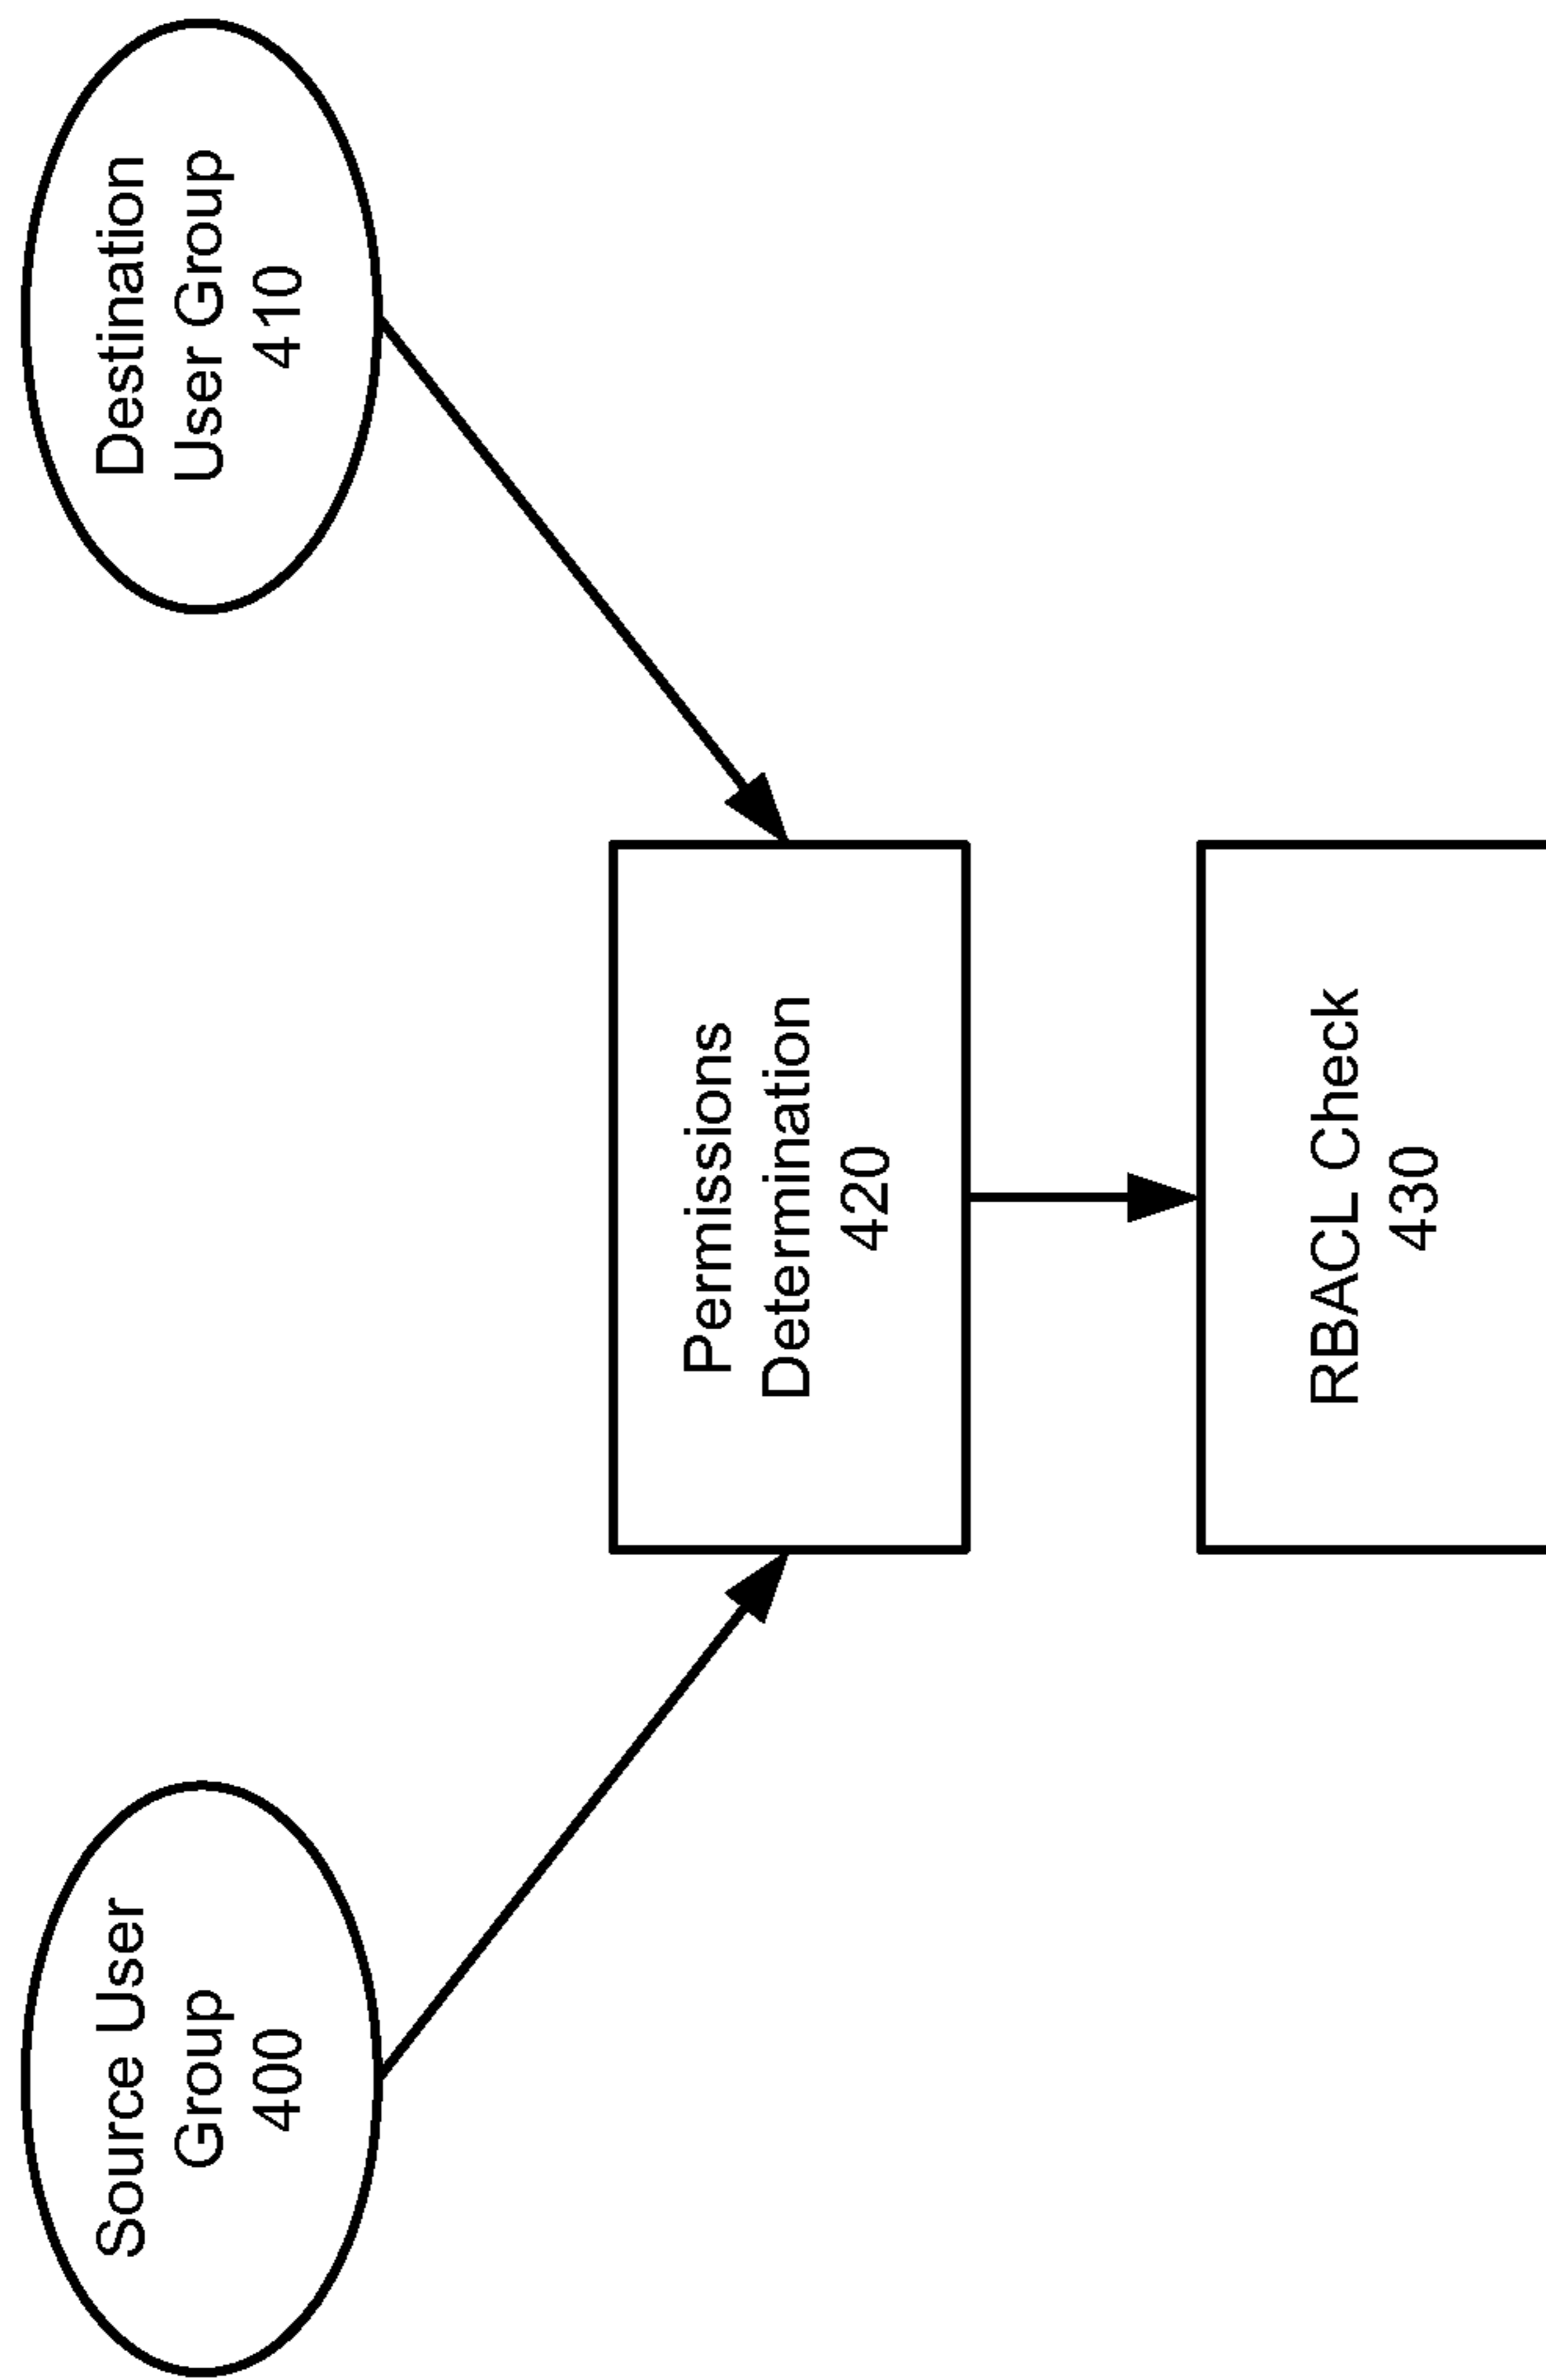 Source User
Group
400
Destination
User Group
410
Permissions
Determination
420
RBACL Check
430